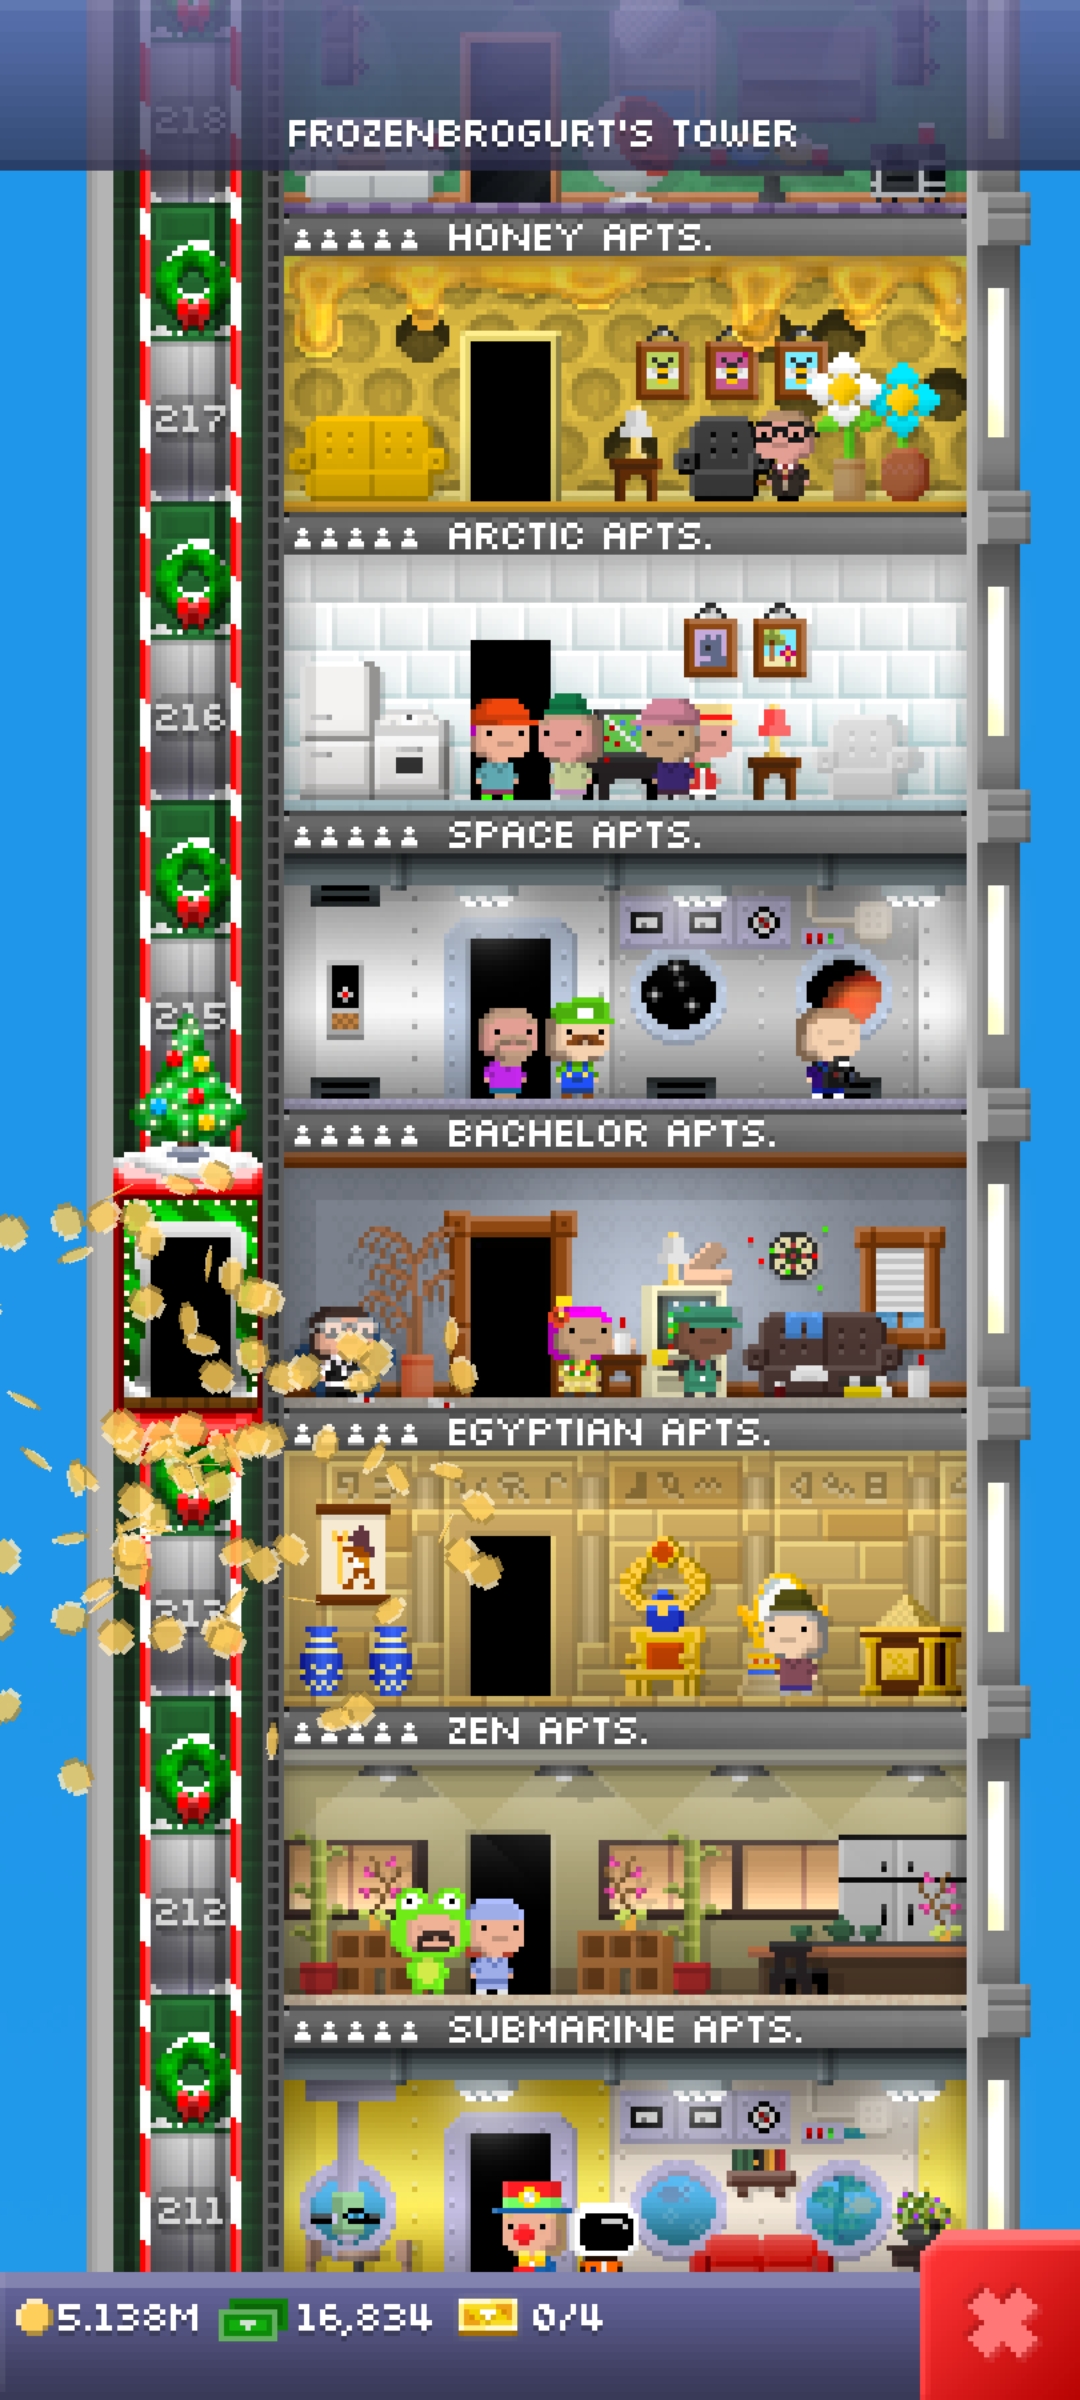 218
FROZENBROGURT'S TOWER
HONEY APTS.
217
ARCTIC APTS.
216
SPACE APTS.
215
BACHELOR APTS.
EGYPTIAN APTS.
213
ZEN APTS.
212
SUBMARINE APTS.
211
5.138M 16,834 0/4